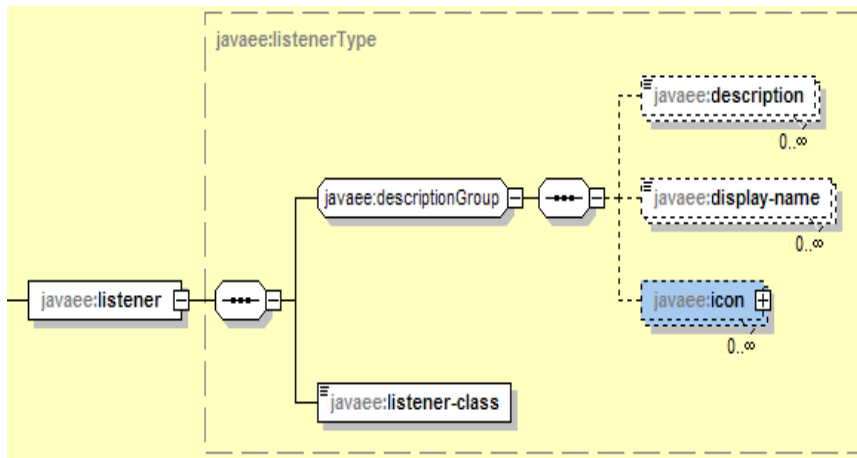 javaee:listenerType
javaee:description
0..∞
javaee:descriptionGroup
javaee:display-name
0..∞
javaee:listener
javaee:icon
0..∞
javaee:listener-class